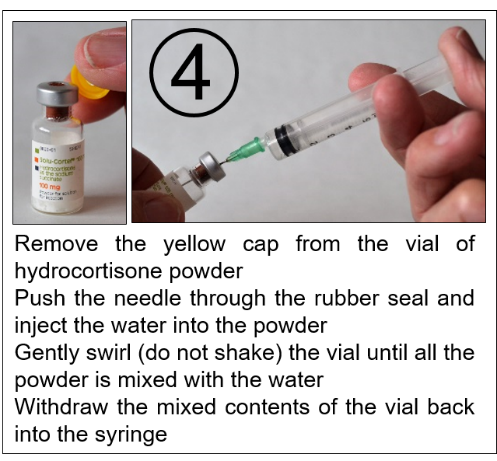 4
Solu-Cortef
100 mg
Remove the yellow cap from the vial of
hydrocortisone powder
Push the needle through the rubber seal and
inject the water into the powder
Gently swirl (do not shake) the vial until all the
powder is mixed with the water
Withdraw the mixed contents of the vial back
into the syringe